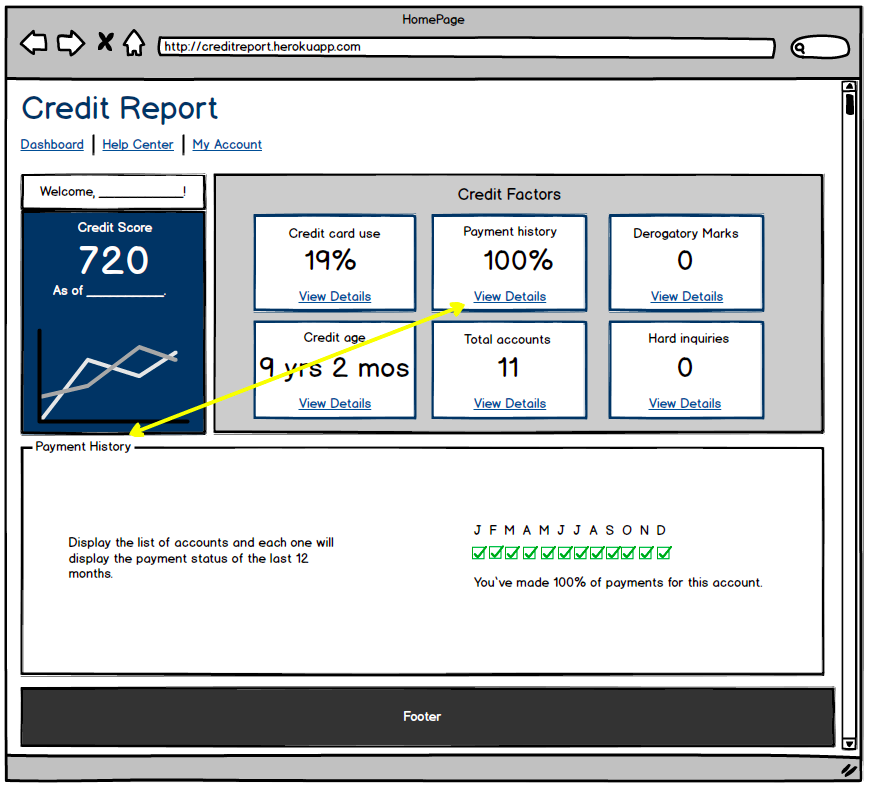 HomePage
http://creditreport.herokuapp.com
Credit Report
Dashboard
Help Center
My Account
Welcome, ____________!
Credit Score
720
As of ___________.
Credit Factors
Credit card use
19%
View Details
Payment history
100%
View Details
Derogatory Marks
0
View Details
Credit age
9 yrs 2 mos
View Details
Total accounts
11
View Details
Hard inquiries
0
View Details
Payment History
Display the list of accounts and each one will
display the payment status of the last 12
months.
J F M A M J J A S O N D
You've made 100% of payments for this account.
Footer